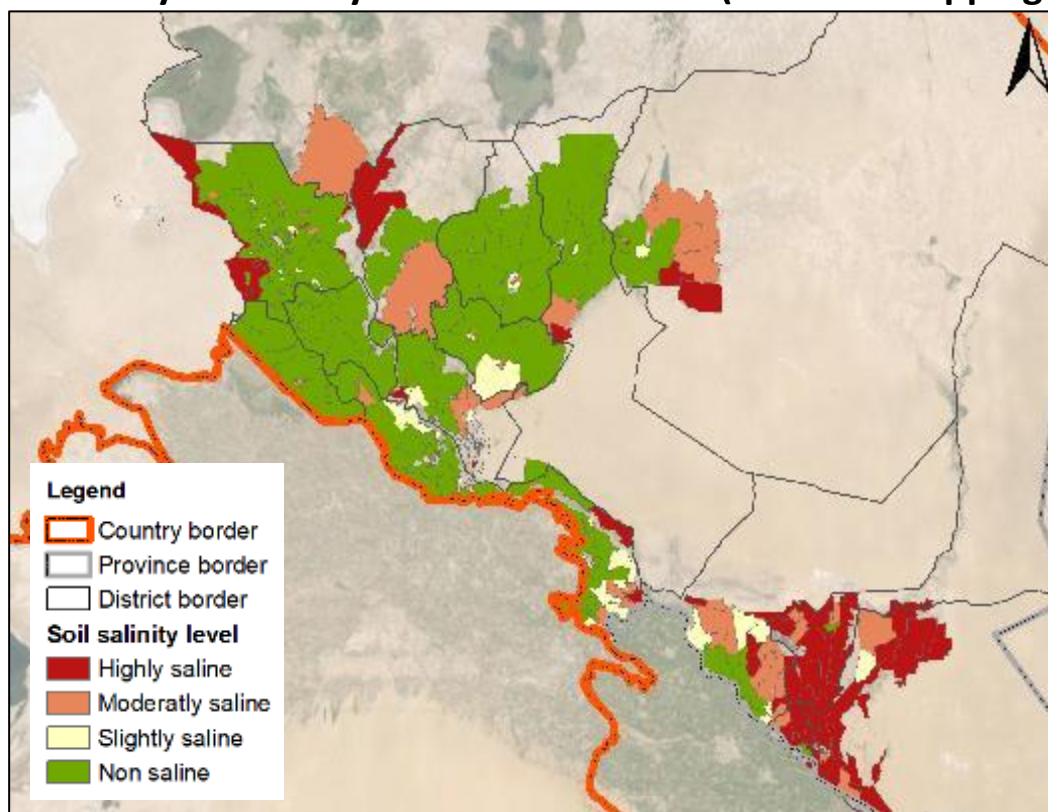 Legend
Country border
Province border
District border
Soil salinity level
Highly saline
Moderatly saline
Slightly saline
Non saline